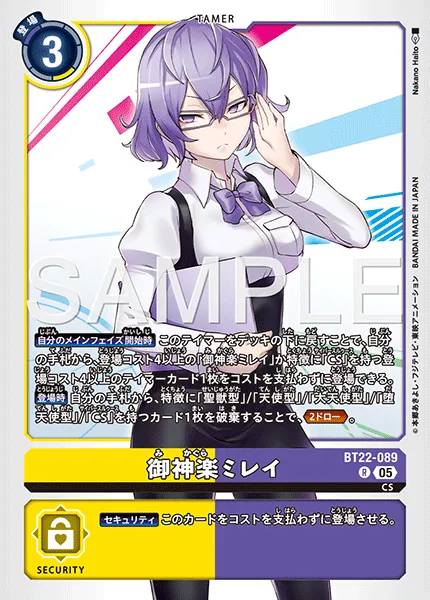 TAMER
登場
3
Nakano Haito
SAMPLE
自分のメインフェイズ開始時 このテイマーをデッキの下に戻すことで、自分
の手札から、登場コスト4以上の「御神楽ミレイ」か特徴に「CS」を持つ登
場コスト4以上のテイマーカード1枚をコストを支払わずに登場できる。
登場時 自分の手札から、特徴に「聖獣型」/「天使型」/「大天使型」/「堕
天使型」/「CS」を持つカード1枚を破棄することで、2ドロー。
©本郷あきよし・フジテレビ・東映アニメーション BANDAI MADE IN JAPAN
御神楽ミレイ
みかぐら
BT22-089
R 05
CS
セキュリティ このカードをコストを支払わずに登場させる。
SECURITY